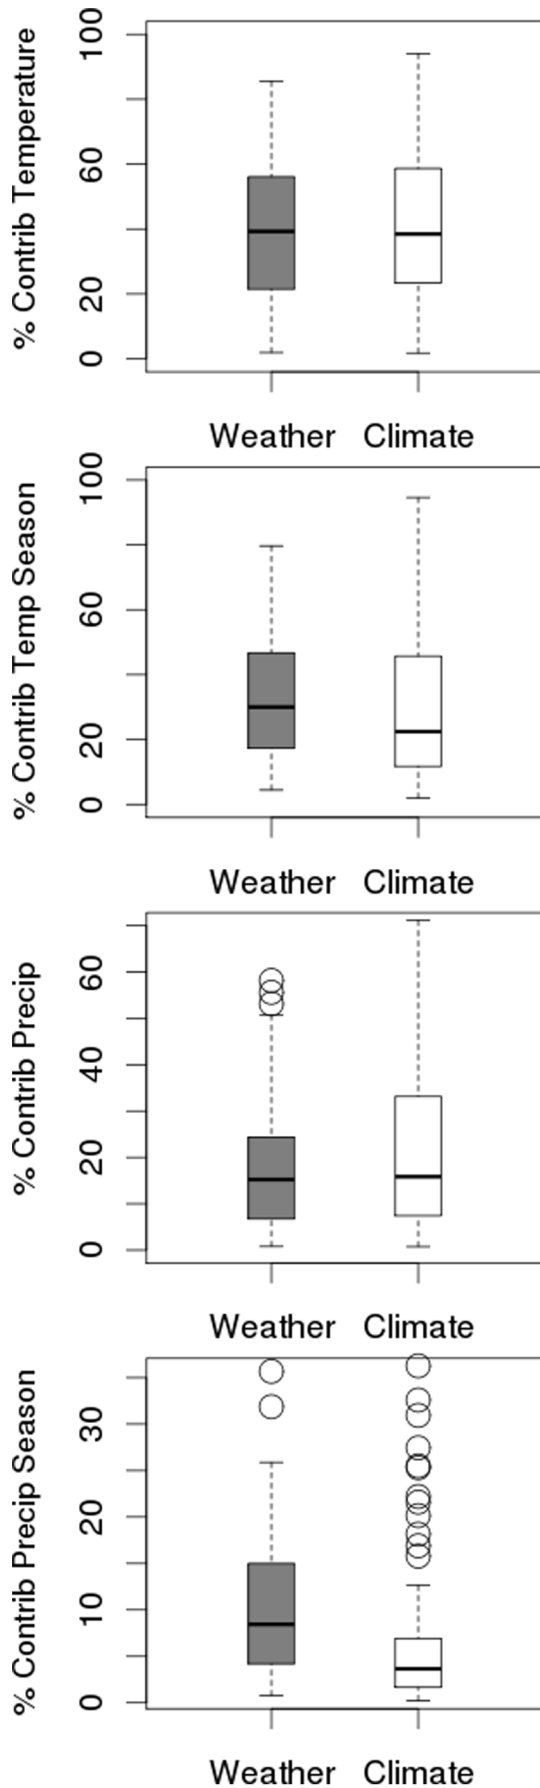 % Contrib Temperature
100
60
20
0
Weather Climate
% Contrib Temp Season
100
60
20
0
Weather Climate
% Contrib Precip
60
40
20
0
Weather Climate
% Contrib Precip Season
30
20
10
0
Weather Climate